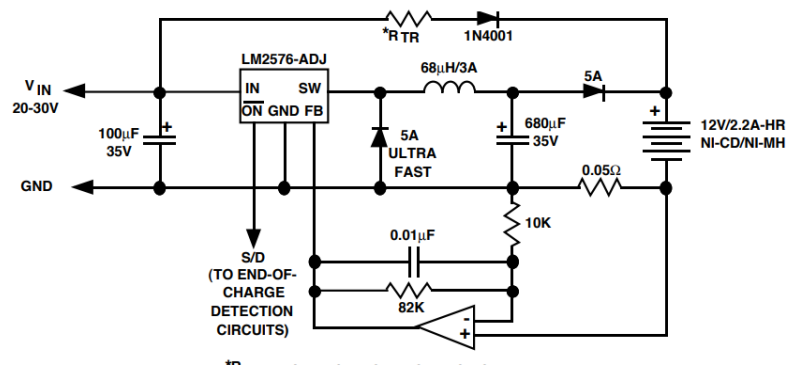 *R TR
1N4001
LM2576-ADJ
68µH/3A
5A
V IN
20-30V
IN
SW
ON GND FB
+
100µF
35V
5A
ULTRA
FAST
+
680µF
35V
+
12V/2.2A-HR
NI-CD/NI-MH
0.05Ω
GND
10K
0.01µF
S/D
(TO END-OF-
CHARGE
DETECTION
CIRCUITS)
82K
-
+
*R